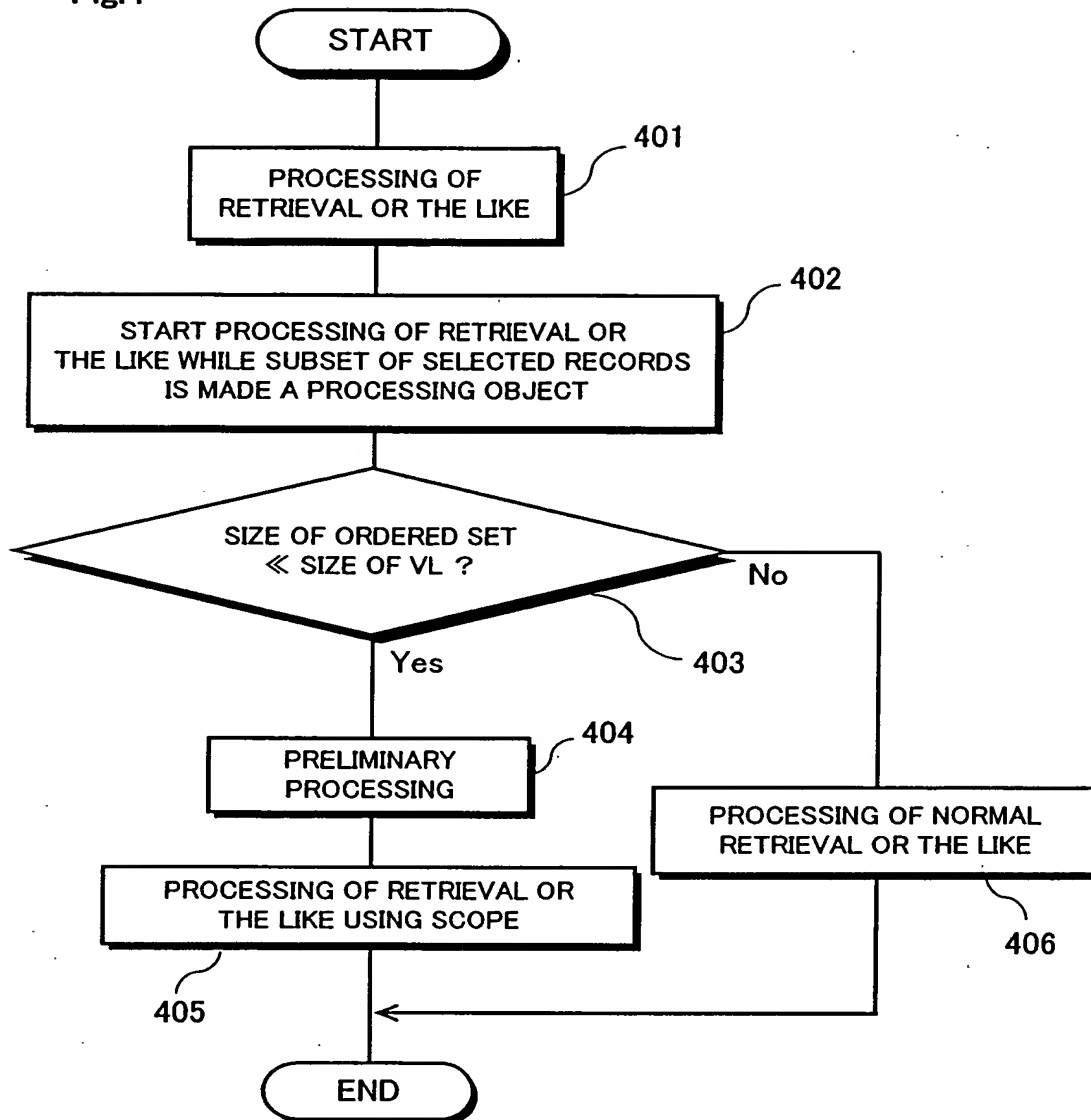 START
401
PROCESSING OF
RETRIEVAL OR THE LIKE
402
START PROCESSING OF RETRIEVAL OR
THE LIKE WHILE SUBSET OF SELECTED RECORDS
IS MADE A PROCESSING OBJECT
SIZE OF ORDERED SET
≪ SIZE OF VL ?
No
Yes
403
404
PRELIMINARY
PROCESSING
PROCESSING OF NORMAL
RETRIEVAL OR THE LIKE
PROCESSING OF RETRIEVAL OR
THE LIKE USING SCOPE
406
405
END